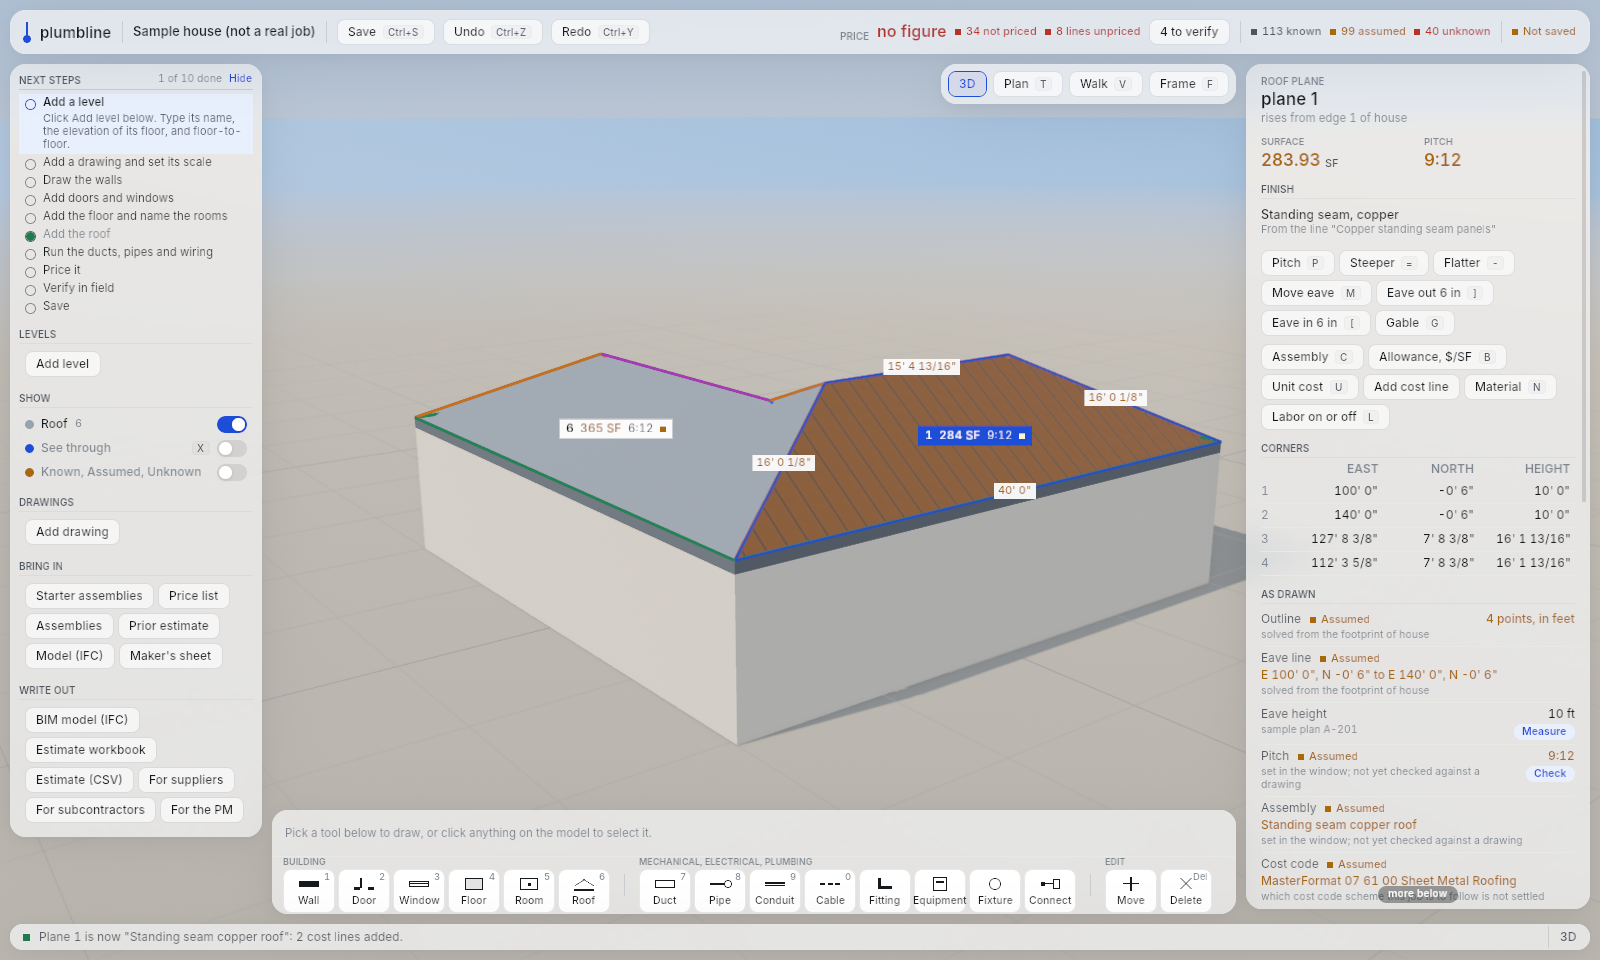 plumbline
Sample house (not a real job)
Save Ctrl+S
Undo Ctrl+Z
Redo Ctrl+Y
PRICE no figure
34 not priced
8 lines unpriced
4 to verify
113 known
99 assumed
40 unknown
Not saved
NEXT STEPS
1 of 10 done Hide
Add a level
Click Add level below. Type its name,
the elevation of its floor, and floor-to-
floor.
Add a drawing and set its scale
Draw the walls
Add doors and windows
Add the floor and name the rooms
Add the roof
Run the ducts, pipes and wiring
Price it
Verify in field
Save
LEVELS
Add level
SHOW
Roof 6
See through X
Known, Assumed, Unknown
DRAWINGS
Add drawing
BRING IN
Starter assemblies Price list
Assemblies Prior estimate
Model (IFC) Maker's sheet
WRITE OUT
BIM model (IFC)
Estimate workbook
Estimate (CSV) For suppliers
For subcontractors For the PM
3D
Plan T
Walk V
Frame F
15' 4 13/16"
16' 0 1/8"
6 365 SF 6:12
1 284 SF 9:12
16' 0 1/8"
40' 0"
Pick a tool below to draw, or click anything on the model to select it.
BUILDING
1 Wall
2 Door
3 Window
4 Floor
5 Room
6 Roof
MECHANICAL, ELECTRICAL, PLUMBING
7 Duct
8 Pipe
9 Conduit
0 Cable
Fitting
Equipment
Fixture
Connect
EDIT
Move
Del Delete
ROOF PLANE
plane 1
rises from edge 1 of house
SURFACE PITCH
283.93 SF 9:12
FINISH
Standing seam, copper
From the line "Copper standing seam panels"
Pitch P Steeper = Flatter -
Move eave M Eave out 6 in ]
Eave in 6 in [ Gable G
Assembly C Allowance, $/SF B
Unit cost U Add cost line Material N
Labor on or off L
CORNERS
EAST NORTH HEIGHT
1 100' 0" -0' 6" 10' 0"
2 140' 0" -0' 6" 10' 0"
3 127' 8 3/8" 7' 8 3/8" 16' 1 13/16"
4 112' 3 5/8" 7' 8 3/8" 16' 1 13/16"
AS DRAWN
Outline Assumed 4 points, in feet
solved from the footprint of house
Eave line Assumed
E 100' 0", N -0' 6" to E 140' 0", N -0' 6"
solved from the footprint of house
Eave height 10 ft
sample plan A-201 Measure
Pitch Assumed 9:12
set in the window; not yet checked against a
drawing
Check
Assembly Assumed
Standing seam copper roof
set in the window; not yet checked against a drawing
Cost code Assumed
MasterFormat 07 61 00 Sheet Metal Roofing
which cost code scheme follow is not settled
more below
Plane 1 is now "Standing seam copper roof": 2 cost lines added.
3D